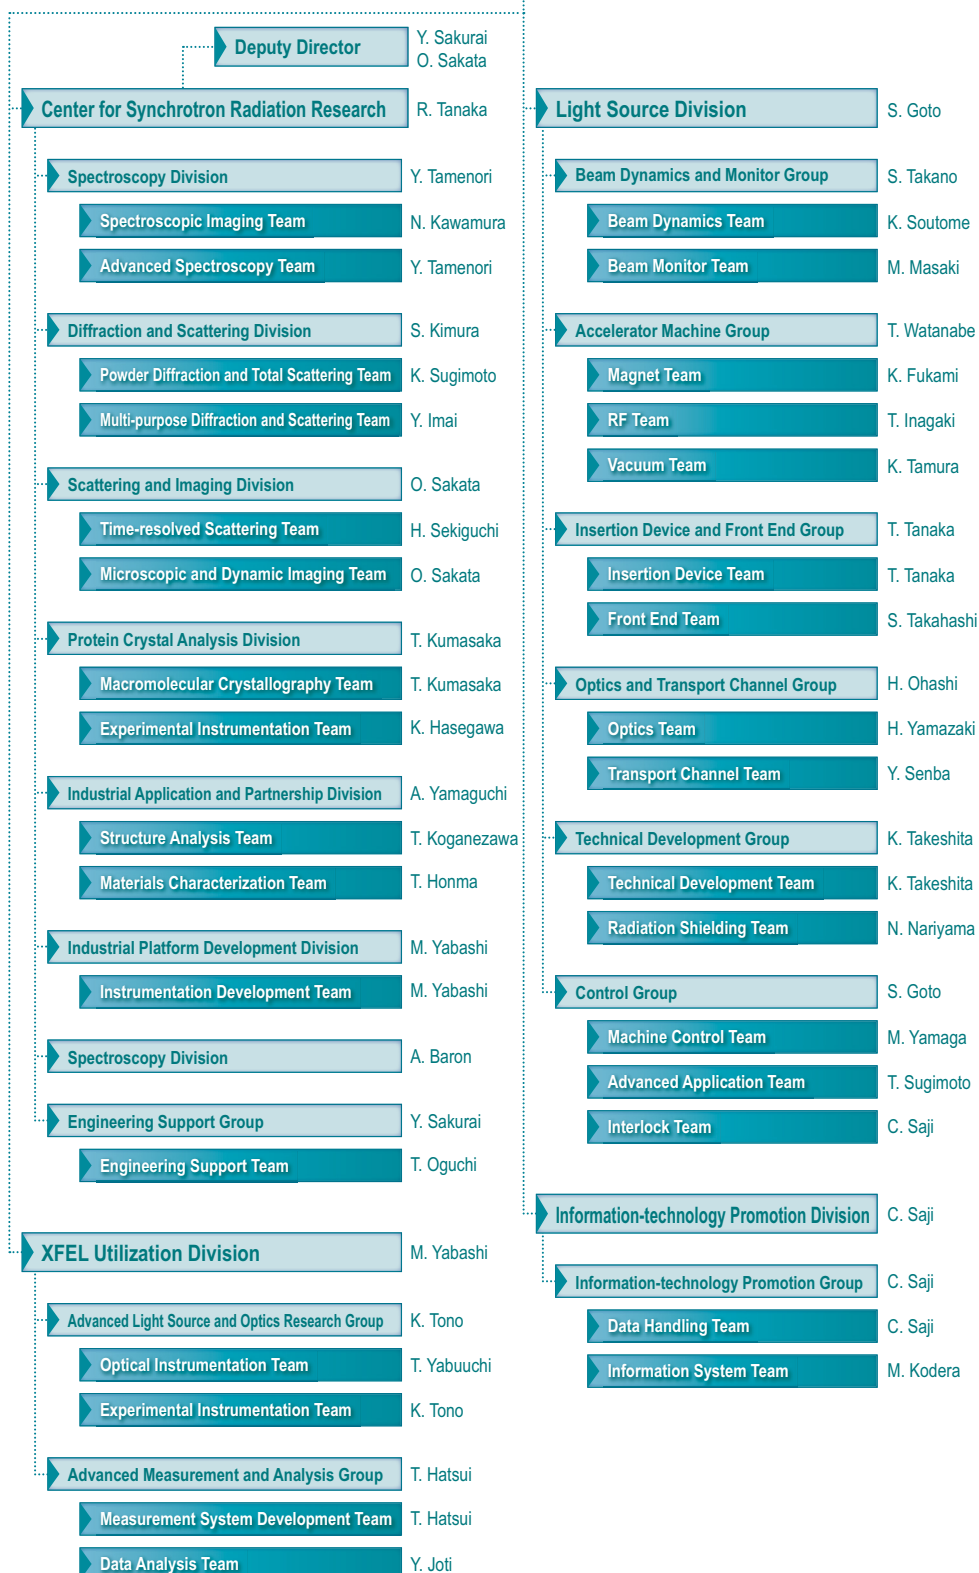 Deputy Director
Y. Sakurai
O. Sakata
Center for Synchrotron Radiation Research R. Tanaka
Spectroscopy Division Y. Tamenori
Spectroscopic Imaging Team N. Kawamura
Advanced Spectroscopy Team Y. Tamenori
Diffraction and Scattering Division S. Kimura
Powder Diffraction and Total Scattering Team K. Sugimoto
Multi-purpose Diffraction and Scattering Team Y. Imai
Scattering and Imaging Division O. Sakata
Time-resolved Scattering Team H. Sekiguchi
Microscopic and Dynamic Imaging Team O. Sakata
Protein Crystal Analysis Division T. Kumasaka
Macromolecular Crystallography Team T. Kumasaka
Experimental Instrumentation Team K. Hasegawa
Industrial Application and Partnership Division A. Yamaguchi
Structure Analysis Team T. Koganezawa
Materials Characterization Team T. Honma
Industrial Platform Development Division M. Yabashi
Instrumentation Development Team M. Yabashi
Spectroscopy Division A. Baron
Engineering Support Group Y. Sakurai
Engineering Support Team T. Oguchi
XFEL Utilization Division M. Yabashi
Advanced Light Source and Optics Research Group K. Tono
Optical Instrumentation Team T. Yabuuchi
Experimental Instrumentation Team K. Tono
Advanced Measurement and Analysis Group T. Hatsui
Measurement System Development Team T. Hatsui
Data Analysis Team Y. Joti
Light Source Division S. Goto
Beam Dynamics and Monitor Group S. Takano
Beam Dynamics Team K. Soutome
Beam Monitor Team M. Masaki
Accelerator Machine Group T. Watanabe
Magnet Team K. Fukami
RF Team T. Inagaki
Vacuum Team K. Tamura
Insertion Device and Front End Group T. Tanaka
Insertion Device Team T. Tanaka
Front End Team S. Takahashi
Optics and Transport Channel Group H. Ohashi
Optics Team H. Yamazaki
Transport Channel Team Y. Senba
Technical Development Group K. Takeshita
Technical Development Team K. Takeshita
Radiation Shielding Team N. Nariyama
Control Group S. Goto
Machine Control Team M. Yamaga
Advanced Application Team T. Sugimoto
Interlock Team C. Saji
Information-technology Promotion Division C. Saji
Information-technology Promotion Group C. Saji
Data Handling Team C. Saji
Information System Team M. Kodera